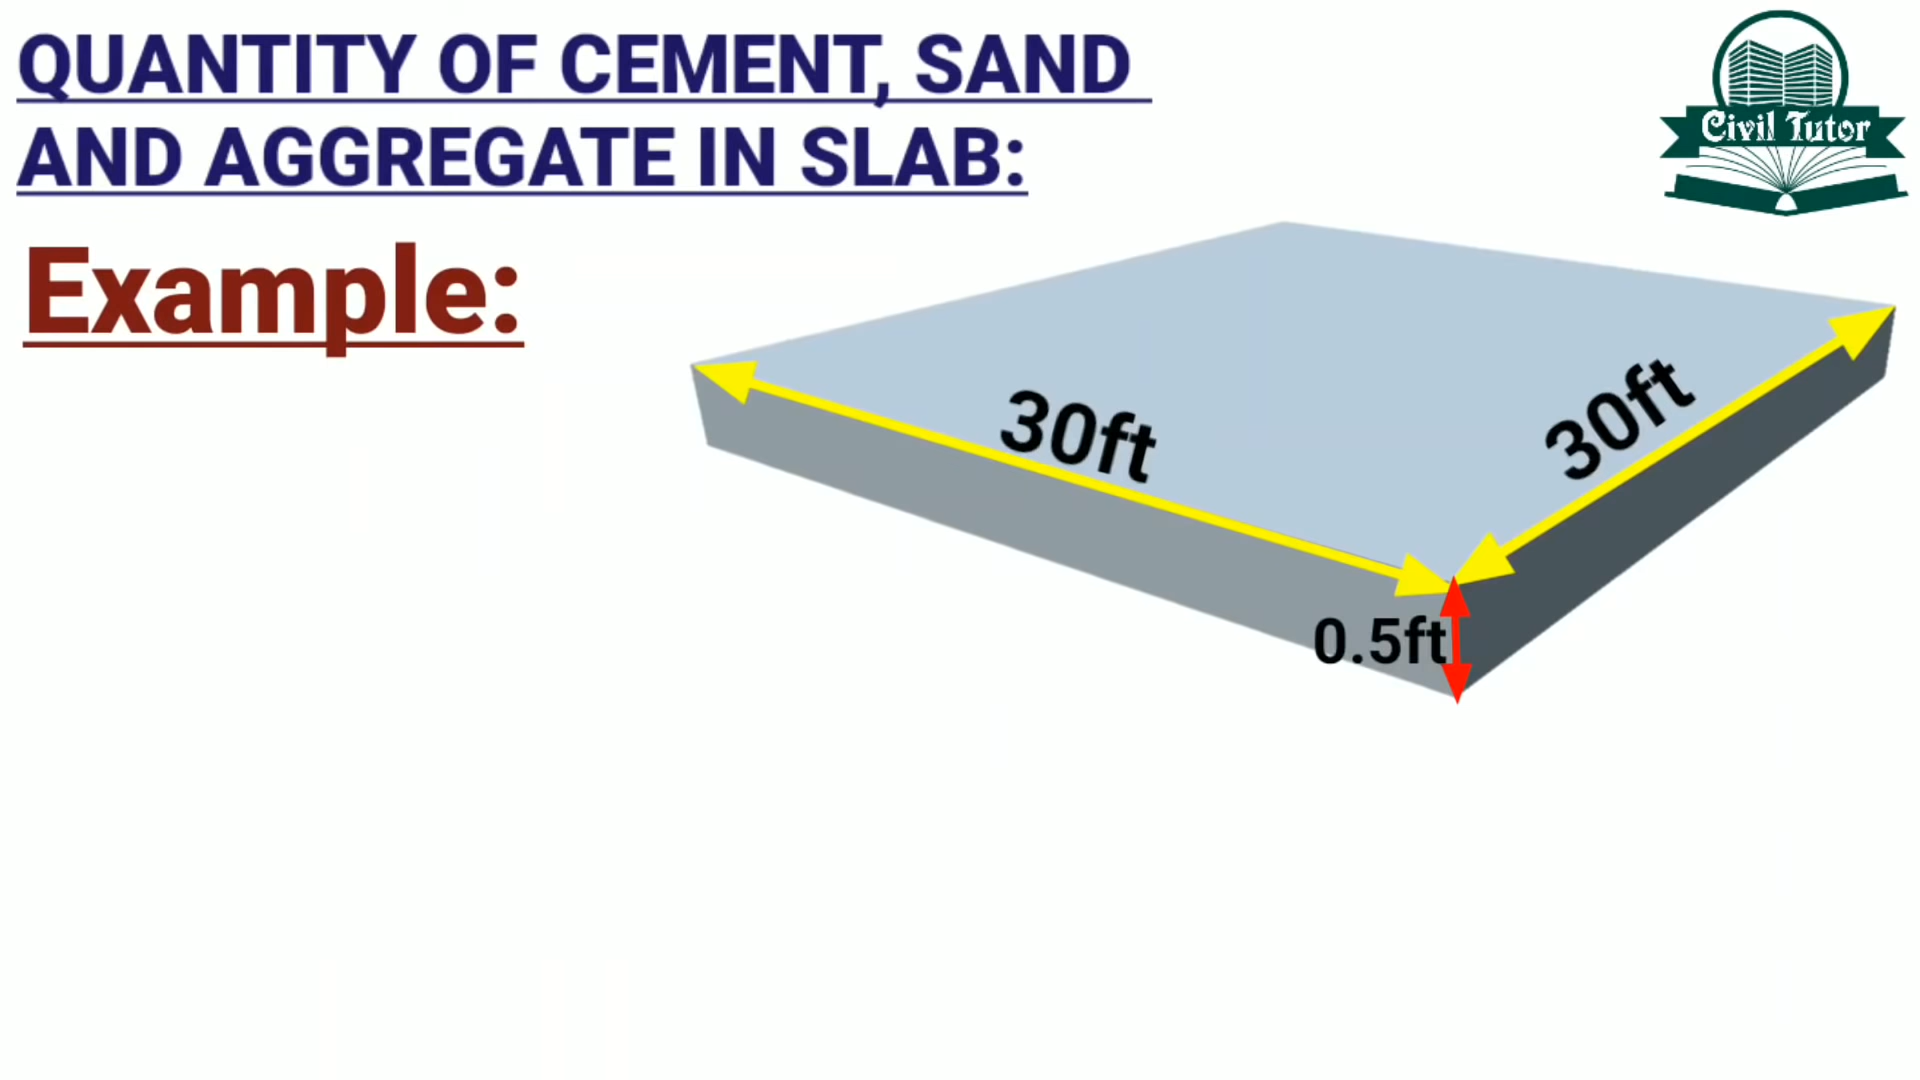 QUANTITY OF CEMENT, SAND
AND AGGREGATE IN SLAB:
Civil Tutor
Example:
30ft
30ft
0.5ft